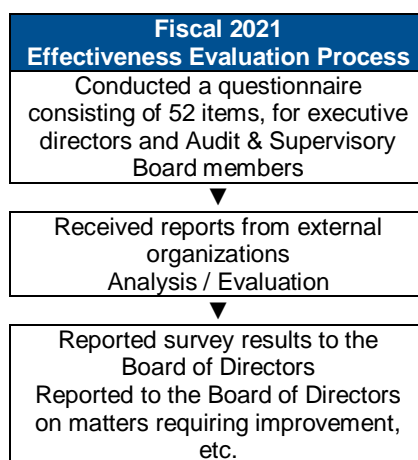 Fiscal 2021
Effectiveness Evaluation Process
Conducted a questionnaire
consisting of 52 items, for executive
directors and Audit & Supervisory
Board members
▼
Received reports from external
organizations
Analysis / Evaluation
▼
Reported survey results to the
Board of Directors
Reported to the Board of Directors
on matters requiring improvement,
etc.